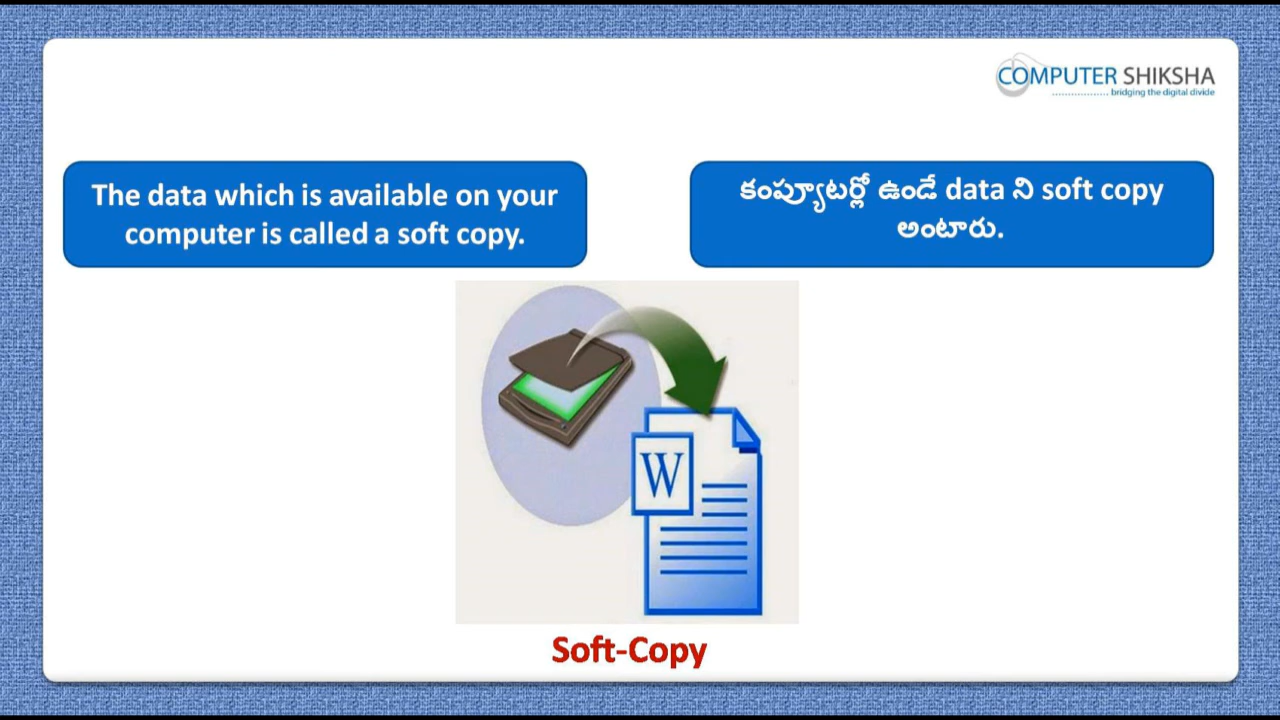 COMPUTER SHIKSHA
.................. bridging the digital divide
The data which is available on your
computer is called a soft copy.
కంప్యూటర్లో ఉండే data ని soft copy
అంటారు.
W
Soft-Copy